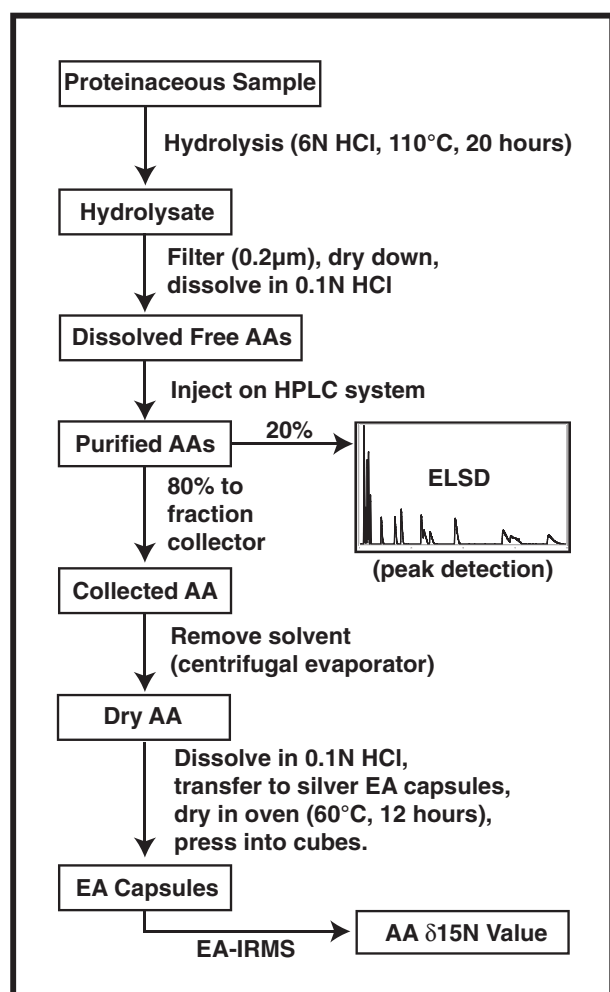 Proteinaceous Sample
Hydrolysis (6N HCl, 110°C, 20 hours)
Hydrolysate
Filter (0.2μm), dry down,
dissolve in 0.1N HCl
Dissolved Free AAs
Inject on HPLC system
Purified AAs
20%
ELSD
(peak detection)
80% to
fraction
collector
Collected AA
Remove solvent
(centrifugal evaporator)
Dry AA
Dissolve in 0.1N HCl,
transfer to silver EA capsules,
dry in oven (60°C, 12 hours),
press into cubes.
EA Capsules
EA-IRMS
AA δ15N Value